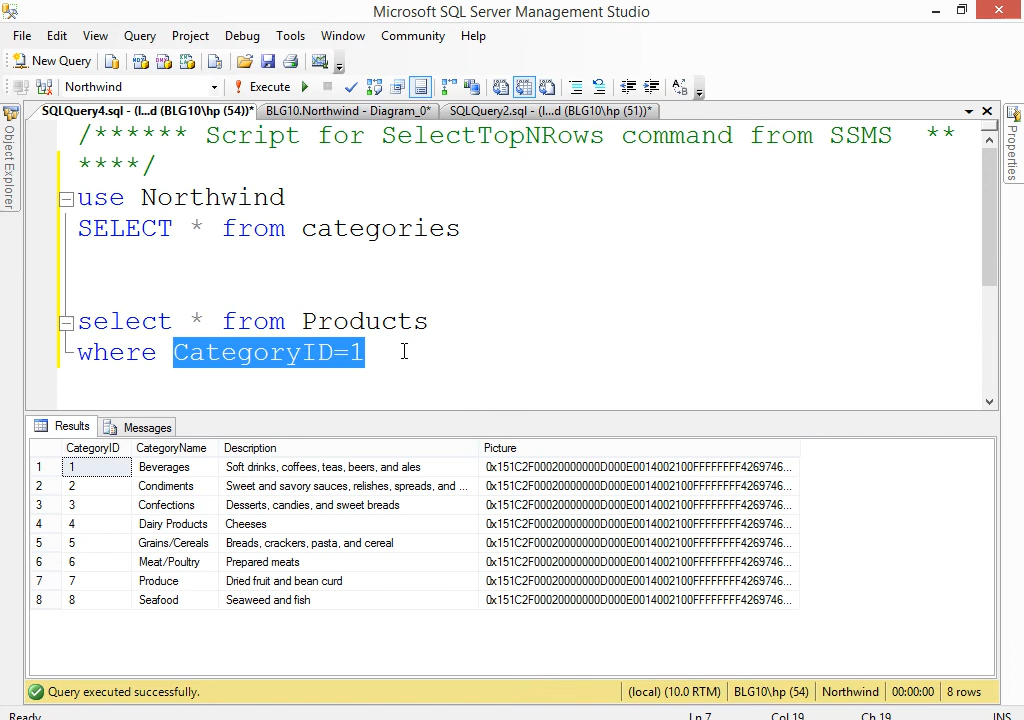 Microsoft SQL Server Management Studio
File Edit View Query Project Debug Tools Window Community Help
New Query
Northwind Execute
SQLQuery4.sql - (l...d (BLG10\hp (54))* BLG10.Northwind - Diagram_0* SQLQuery2.sql - (l...d (BLG10\hp (51))*
Object Explorer
Properties
/****** Script for SelectTopNRows command from SSMS **
****/
use Northwind
SELECT * from categories
select * from Products
where CategoryID=1
Results Messages
CategoryID CategoryName Description Picture
1 1 Beverages Soft drinks, coffees, teas, beers, and ales 0x151C2F00020000000D000E0014002100FFFFFFFF4269746...
2 2 Condiments Sweet and savory sauces, relishes, spreads, and ... 0x151C2F00020000000D000E0014002100FFFFFFFF4269746...
3 3 Confections Desserts, candies, and sweet breads 0x151C2F00020000000D000E0014002100FFFFFFFF4269746...
4 4 Dairy Products Cheeses 0x151C2F00020000000D000E0014002100FFFFFFFF4269746...
5 5 Grains/Cereals Breads, crackers, pasta, and cereal 0x151C2F00020000000D000E0014002100FFFFFFFF4269746...
6 6 Meat/Poultry Prepared meats 0x151C2F00020000000D000E0014002100FFFFFFFF4269746...
7 7 Produce Dried fruit and bean curd 0x151C2F00020000000D000E0014002100FFFFFFFF4269746...
8 8 Seafood Seaweed and fish 0x151C2F00020000000D000E0014002100FFFFFFFF4269746...
Query executed successfully. (local) (10.0 RTM) BLG10\hp (54) Northwind 00:00:00 8 rows
Ready Ln 7 Col 19 Ch 19 INS